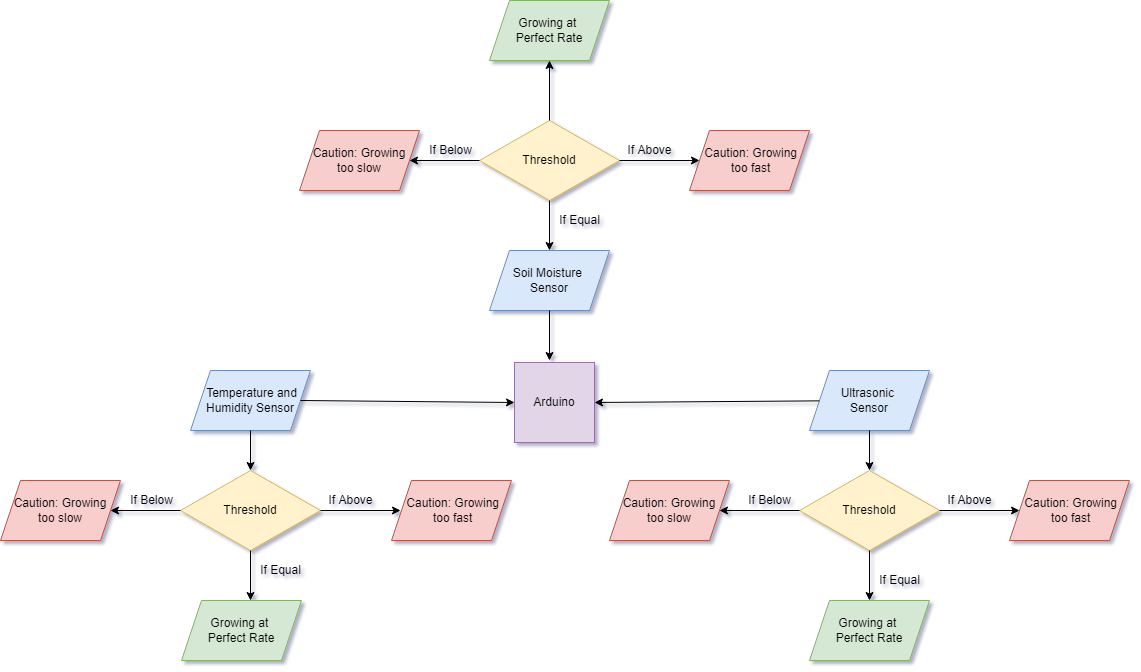 Growing at
Perfect Rate
Caution: Growing
too slow
If Below
Threshold
If Above
Caution: Growing
too fast
If Equal
Soil Moisture
Sensor
Temperature and
Humidity Sensor
Arduino
Ultrasonic
Sensor
Caution: Growing
too slow
If Below
Threshold
If Above
Caution: Growing
too fast
If Equal
Growing at
Perfect Rate
Caution: Growing
too slow
If Below
Threshold
If Above
Caution: Growing
too fast
If Equal
Growing at
Perfect Rate